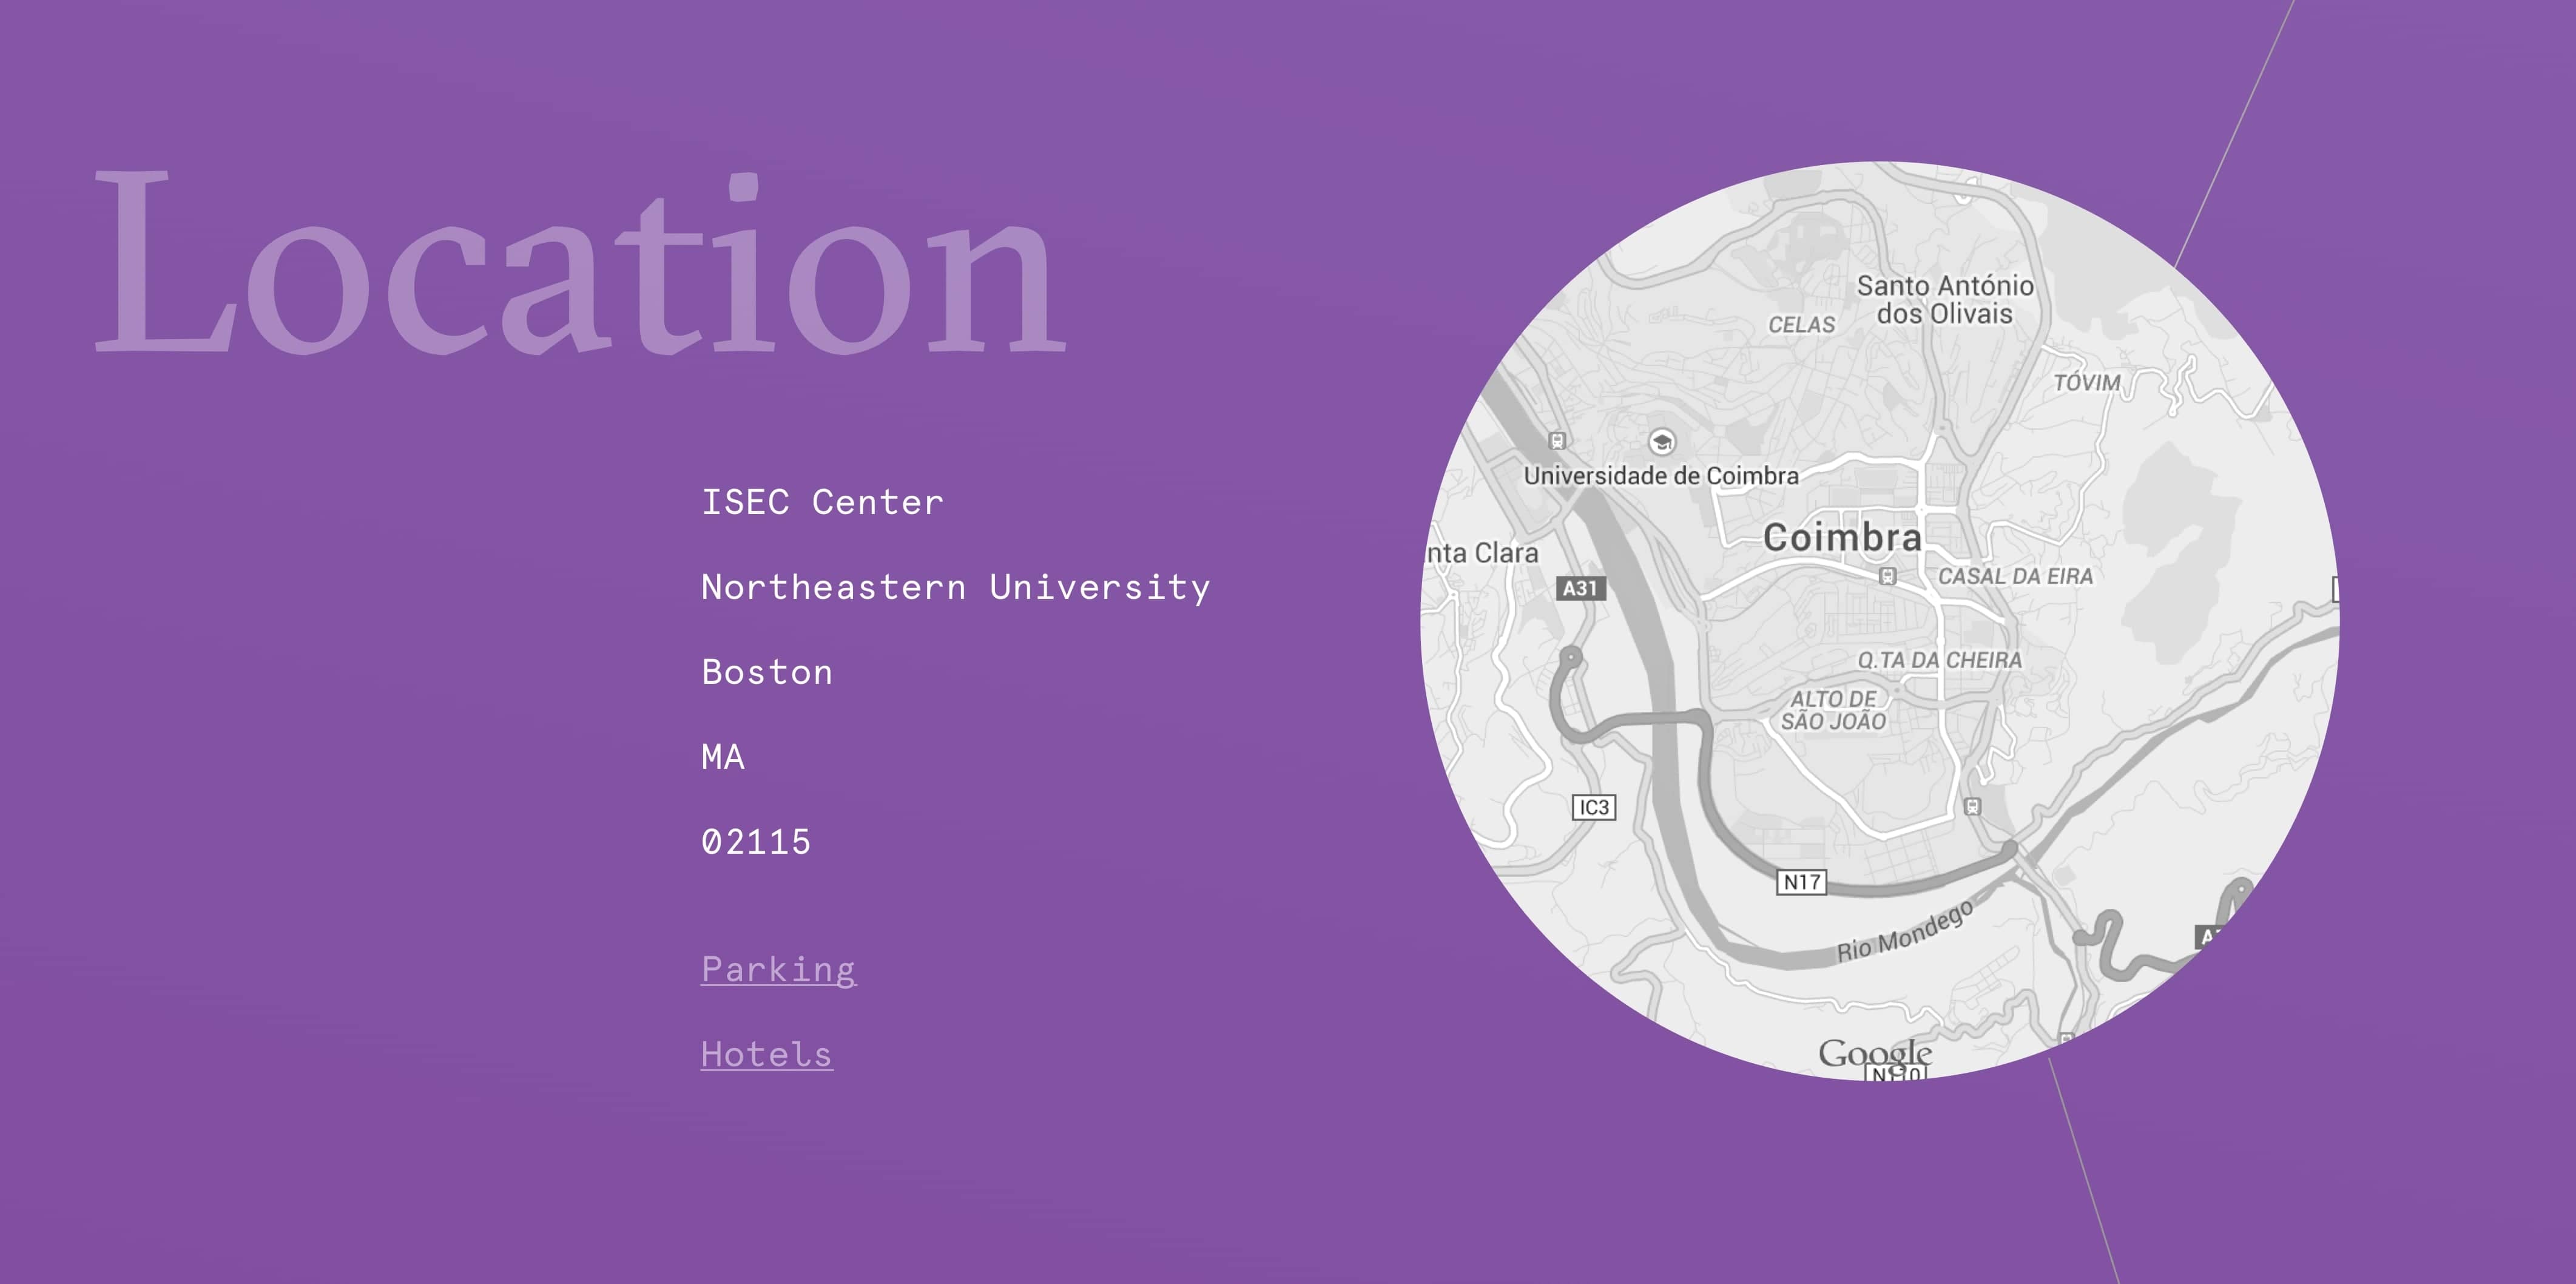 Location
ISEC Center
Northeastern University
Boston
MA
02115
Parking
Hotels
Santo António
dos Olivais
CELAS
TÓVIM
Universidade de Coimbra
Coimbra
nta Clara
CASAL DA EIRA
A31
Q.TA DA CHEIRA
ALTO DE
SÃO JOÃO
IC3
N17
Rio Mondego
Google
N110